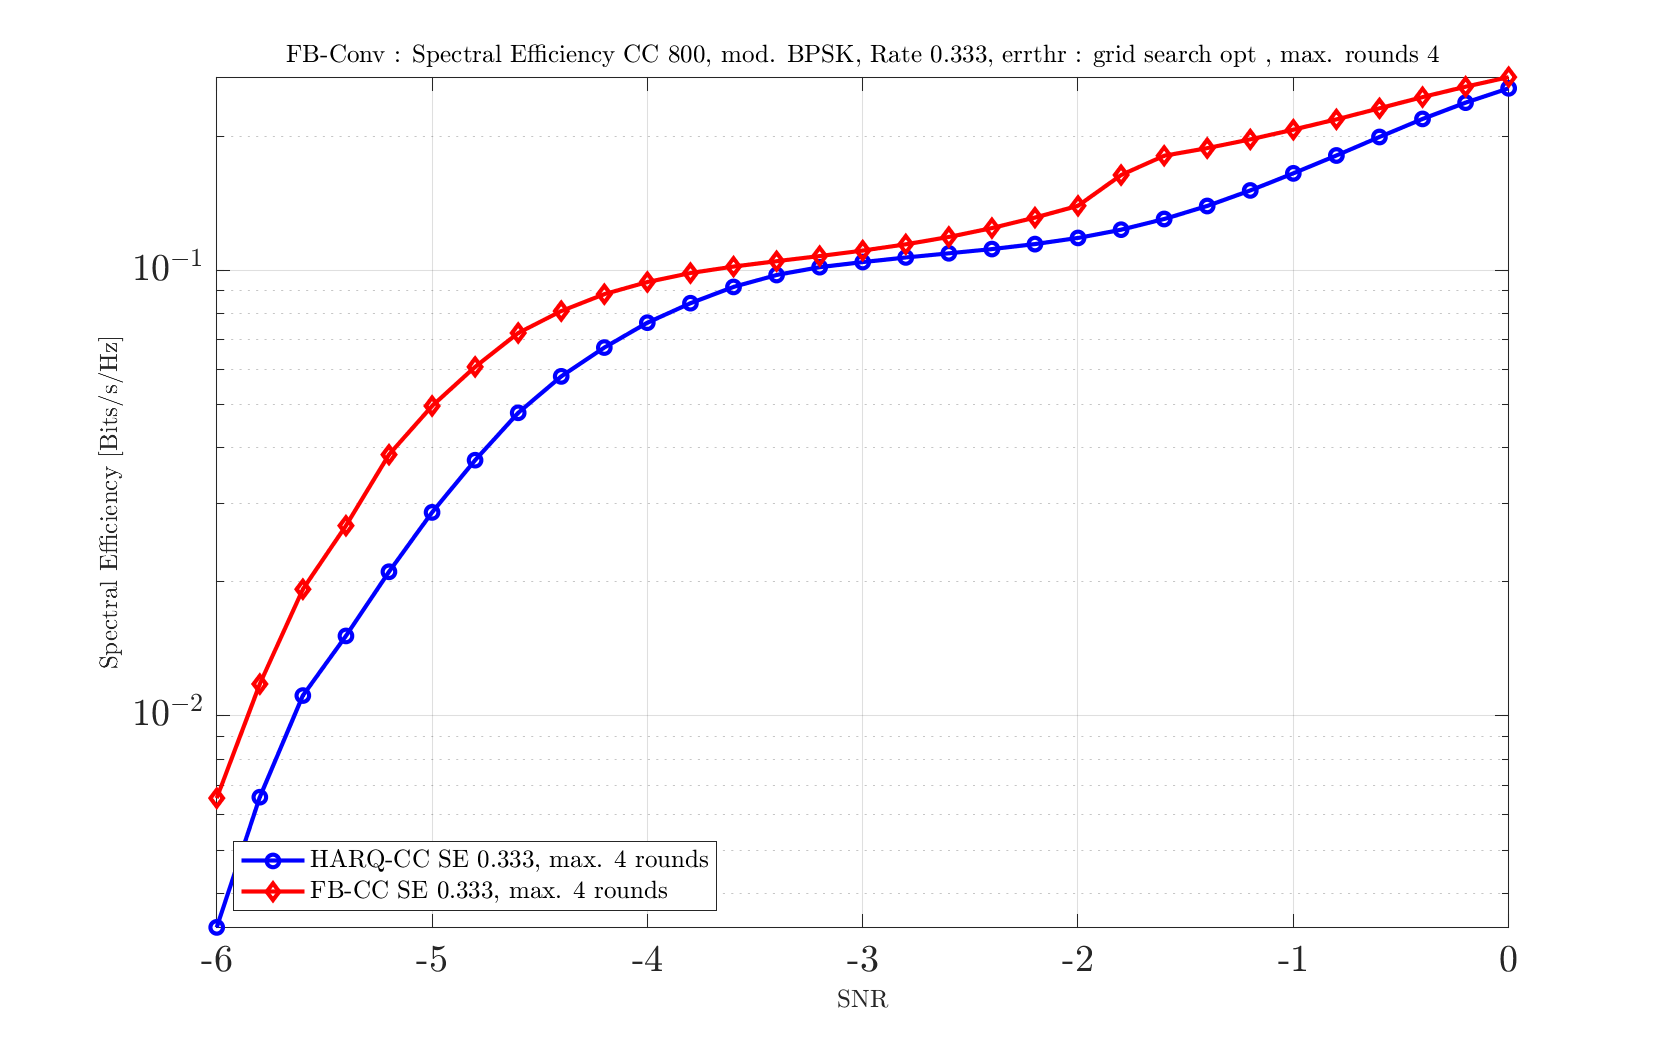 FB-Conv : Spectral Efficiency CC 800, mod. BPSK, Rate 0.333, errthr : grid search opt , max. rounds 4
Spectral Efficiency [Bits/s/Hz]
10^{-1}
10^{-2}
HARQ-CC SE 0.333, max. 4 rounds
FB-CC SE 0.333, max. 4 rounds
-6 -5 -4 -3 -2 -1 0
SNR